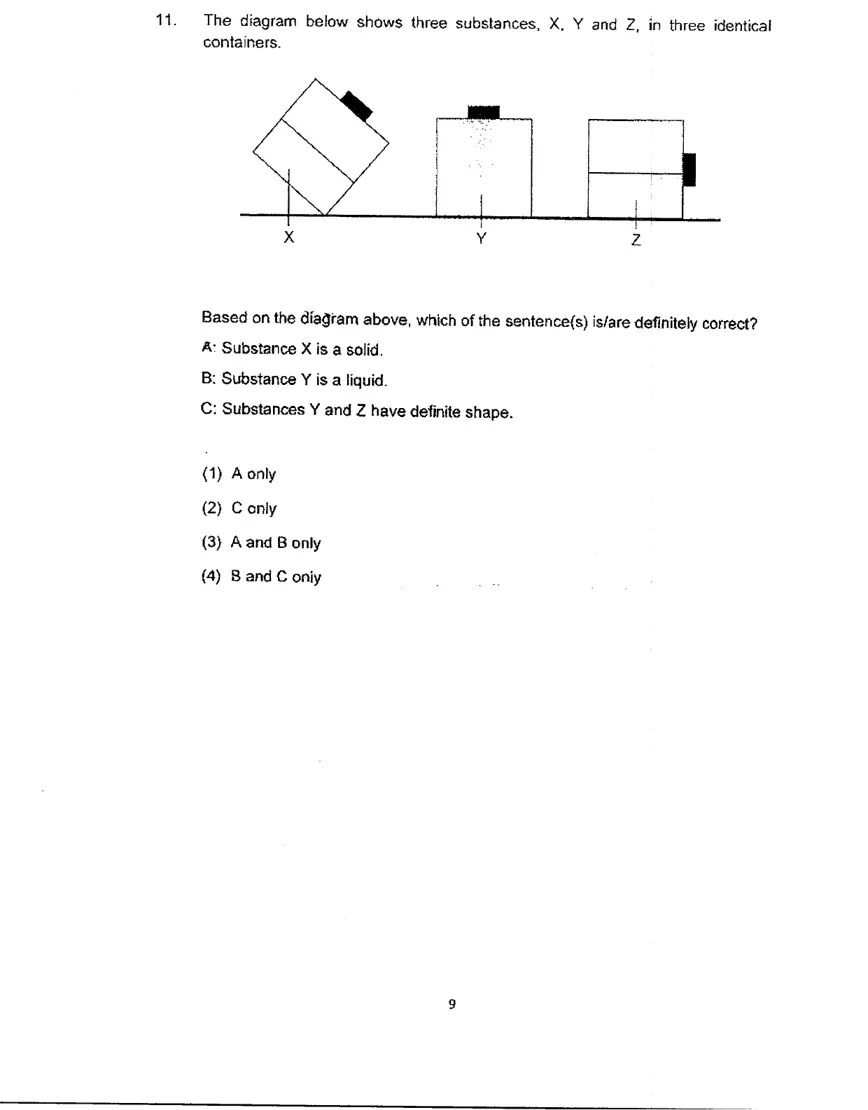 11. The diagram below shows three substances, X, Y and Z, in three identical
containers.
X Y Z
Based on the diagram above, which of the sentence(s) is/are definitely correct?
A: Substance X is a solid.
B: Substance Y is a liquid.
C: Substances Y and Z have definite shape.
(1) A only
(2) C only
(3) A and B only
(4) B and C only
9